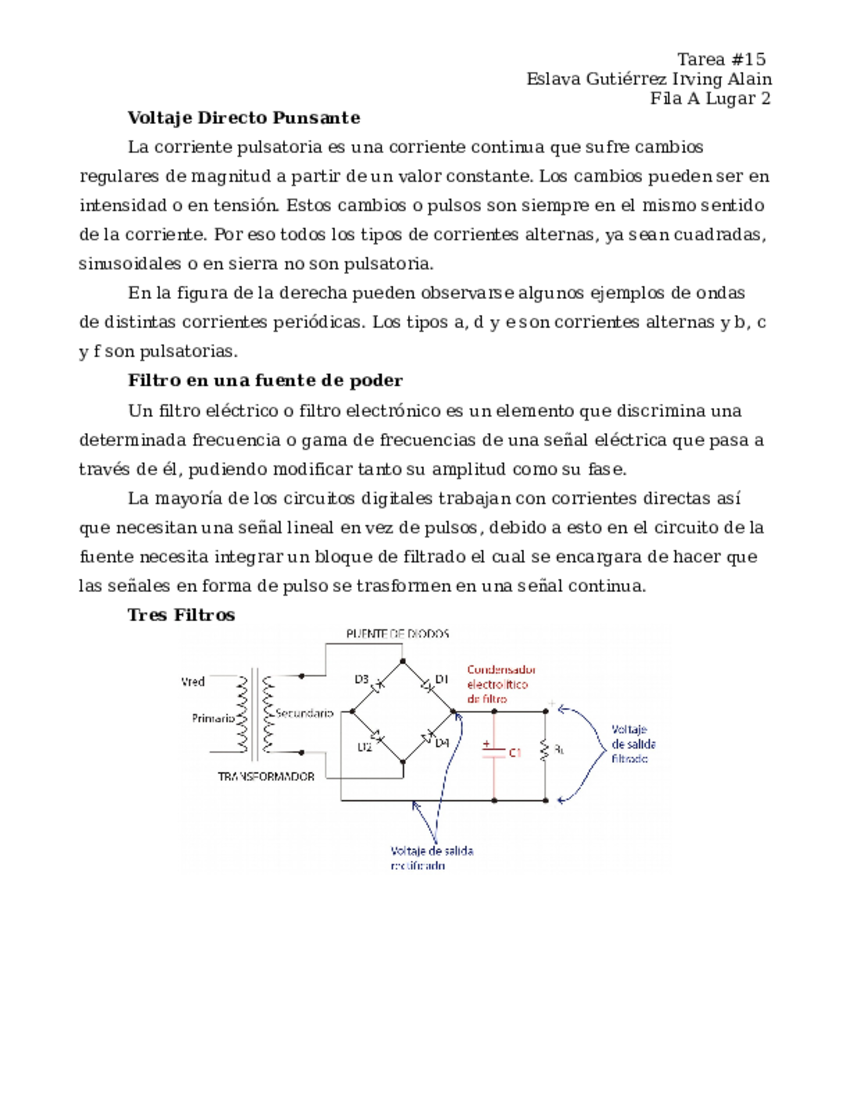 Tarea #15
Eslava Gutiérrez Irving Alain
Fila A Lugar 2
Voltaje Directo Punsante
La corriente pulsatoria es una corriente continua que sufre cambios
regulares de magnitud a partir de un valor constante. Los cambios pueden ser en
intensidad o en tensión. Estos cambios o pulsos son siempre en el mismo sentido
de la corriente. Por eso todos los tipos de corrientes alternas, ya sean cuadradas,
sinusoidales o en sierra no son pulsatoria.
En la figura de la derecha pueden observarse algunos ejemplos de ondas
de distintas corrientes periódicas. Los tipos a, d y e son corrientes alternas y b, c
y f son pulsatorias.
Filtro en una fuente de poder
Un filtro eléctrico o filtro electrónico es un elemento que discrimina una
determinada frecuencia o gama de frecuencias de una señal eléctrica que pasa a
través de él, pudiendo modificar tanto su amplitud como su fase.
La mayoría de los circuitos digitales trabajan con corrientes directas así
que necesitan una señal lineal en vez de pulsos, debido a esto en el circuito de la
fuente necesita integrar un bloque de filtrado el cual se encargara de hacer que
las señales en forma de pulso se trasformen en una señal continua.
Tres Filtros
PUENTE DE DIODOS
Vred
Primario
Secundario
TRANSFORMADOR
D3
D1
D2
D4
Condensador
electrolítico
de filtro
+
+
C1
RL
Voltaje
de salida
filtrado
Voltaje de salida
rectificado